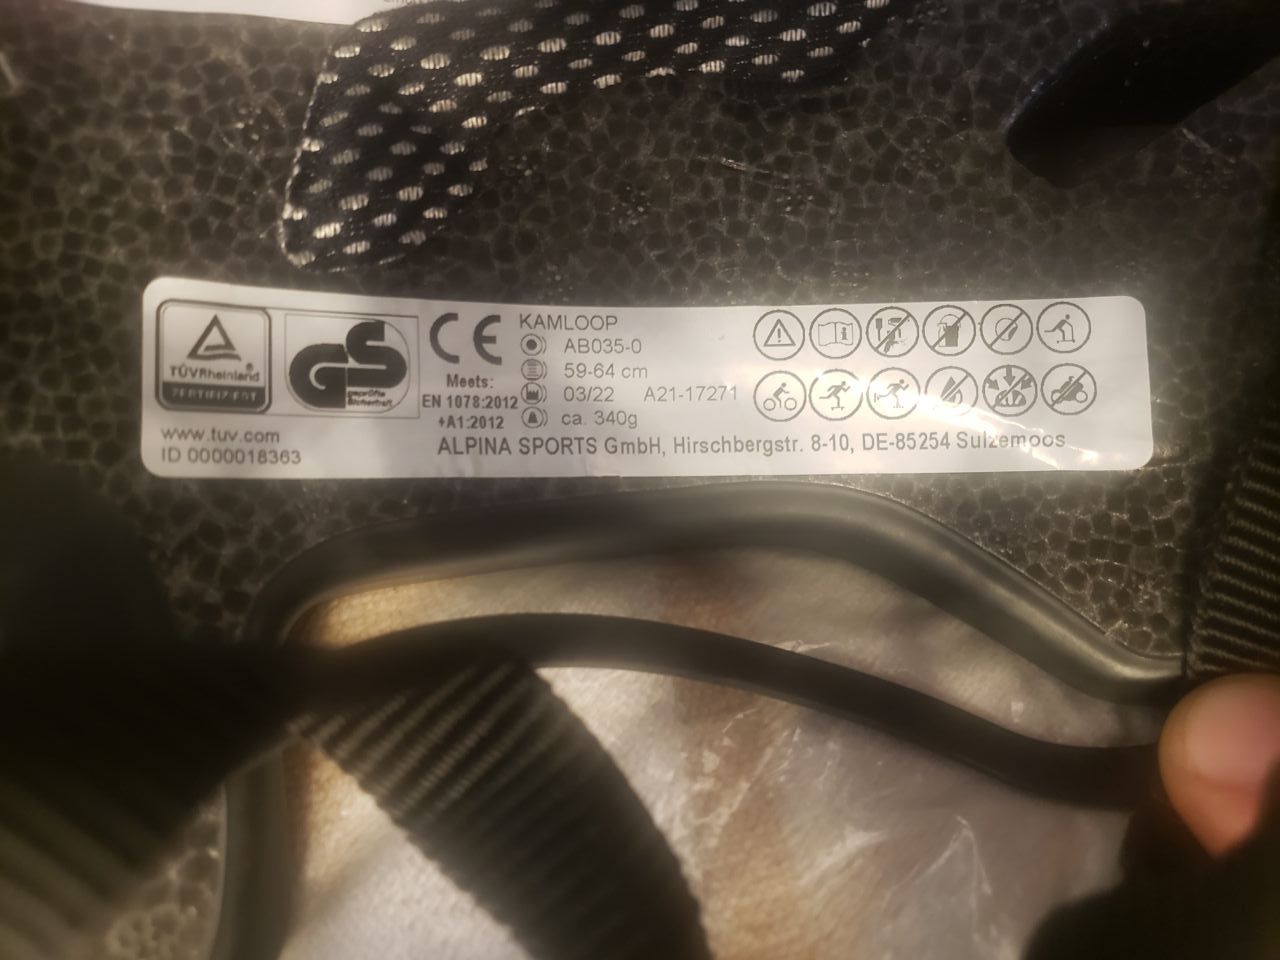 TÜVRheinland®
ZERTIFIZIERT
www.tuv.com
ID 0000018363
GS
geprüfte
Sicherheit
CE
Meets:
EN 1078:2012
+A1:2012
KAMLOOP
AB035-0
59-64 cm
03/22 A21-17271
ca. 340g
ALPINA SPORTS GmbH, Hirschbergstr. 8-10, DE-85254 Sulzemoos